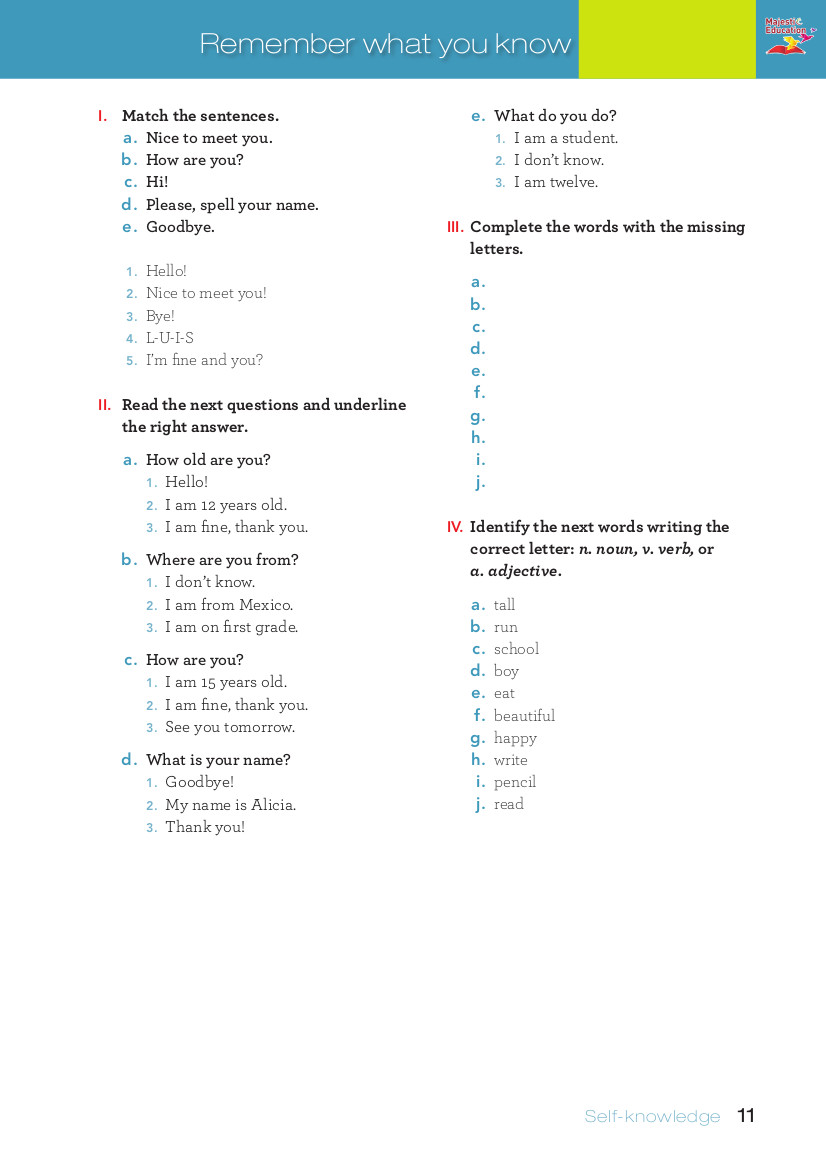 Remember what you know
Majestic
Education
I. Match the sentences.
a. Nice to meet you.
b. How are you?
c. Hi!
d. Please, spell your name.
e. Goodbye.
1. Hello!
2. Nice to meet you!
3. Bye!
4. L-U-I-S
5. I'm fine and you?
II. Read the next questions and underline
the right answer.
a. How old are you?
1. Hello!
2. I am 12 years old.
3. I am fine, thank you.
b. Where are you from?
1. I don't know.
2. I am from Mexico.
3. I am on first grade.
c. How are you?
1. I am 15 years old.
2. I am fine, thank you.
3. See you tomorrow.
d. What is your name?
1. Goodbye!
2. My name is Alicia.
3. Thank you!
e. What do you do?
1. I am a student.
2. I don't know.
3. I am twelve.
III. Complete the words with the missing
letters.
a.
b.
c.
d.
e.
f.
g.
h.
i.
j.
IV. Identify the next words writing the
correct letter: n. noun, v. verb, or
a. adjective.
a. tall
b. run
c. school
d. boy
e. eat
f. beautiful
g. happy
h. write
i. pencil
j. read
Self-knowledge 11